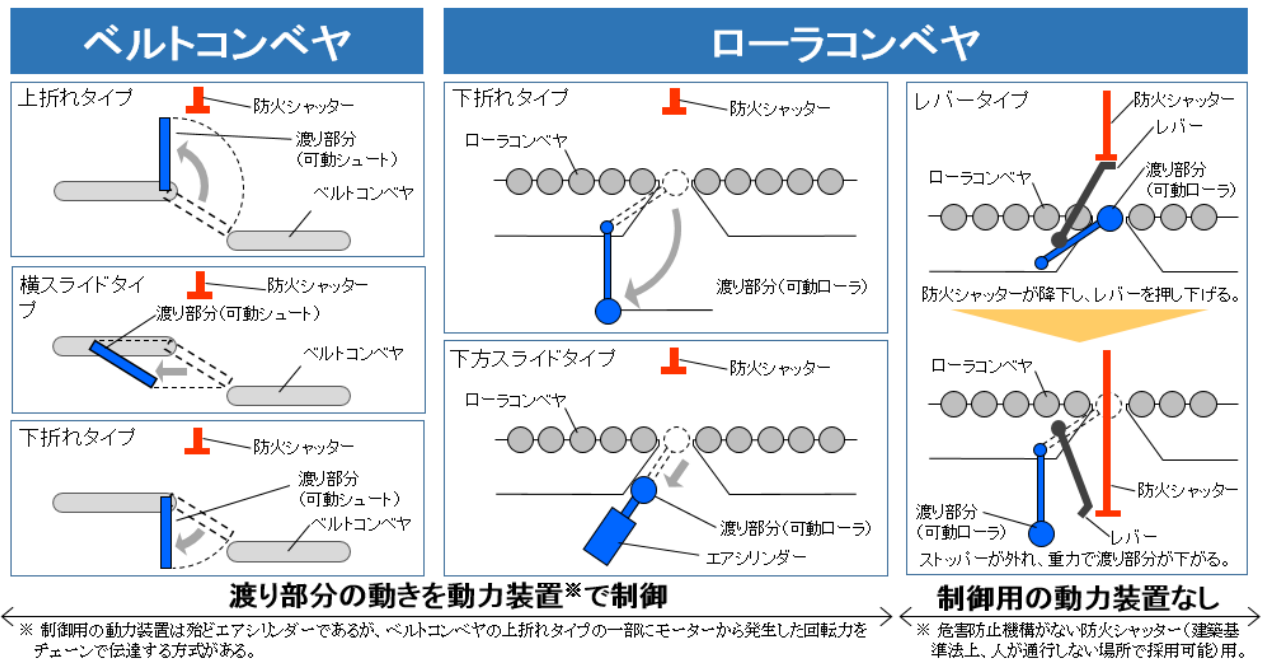 ベルトコンベヤ
ローラコンベヤ
上折れタイプ
防火シャッター
渡り部分
(可動シュート)
ベルトコンベヤ
横スライドタイ
プ
防火シャッター
渡り部分(可動シュート)
ベルトコンベヤ
下折れタイプ
防火シャッター
渡り部分
(可動シュート)
ベルトコンベヤ
下折れタイプ
防火シャッター
ローラコンベヤ
渡り部分(可動ローラ)
下方スライドタイプ
防火シャッター
ローラコンベヤ
渡り部分(可動ローラ)
エアシリンダー
レバータイプ
防火シャッター
レバー
ローラコンベヤ
渡り部分
(可動ローラ)
防火シャッターが降下し、レバーを押し下げる。
ローラコンベヤ
防火シャッター
渡り部分
(可動ローラ)
レバー
ストッパーが外れ、重力で渡り部分が下がる。
渡り部分の動きを動力装置※で制御
※ 制御用の動力装置は殆どエアシリンダーであるが、ベルトコンベヤの上折れタイプの一部にモーターから発生した回転力を
チェーンで伝達する方式がある。
制御用の動力装置なし
※ 危害防止機構がない防火シャッター(建築基
準法上、人が通行しない場所で採用可能)用。